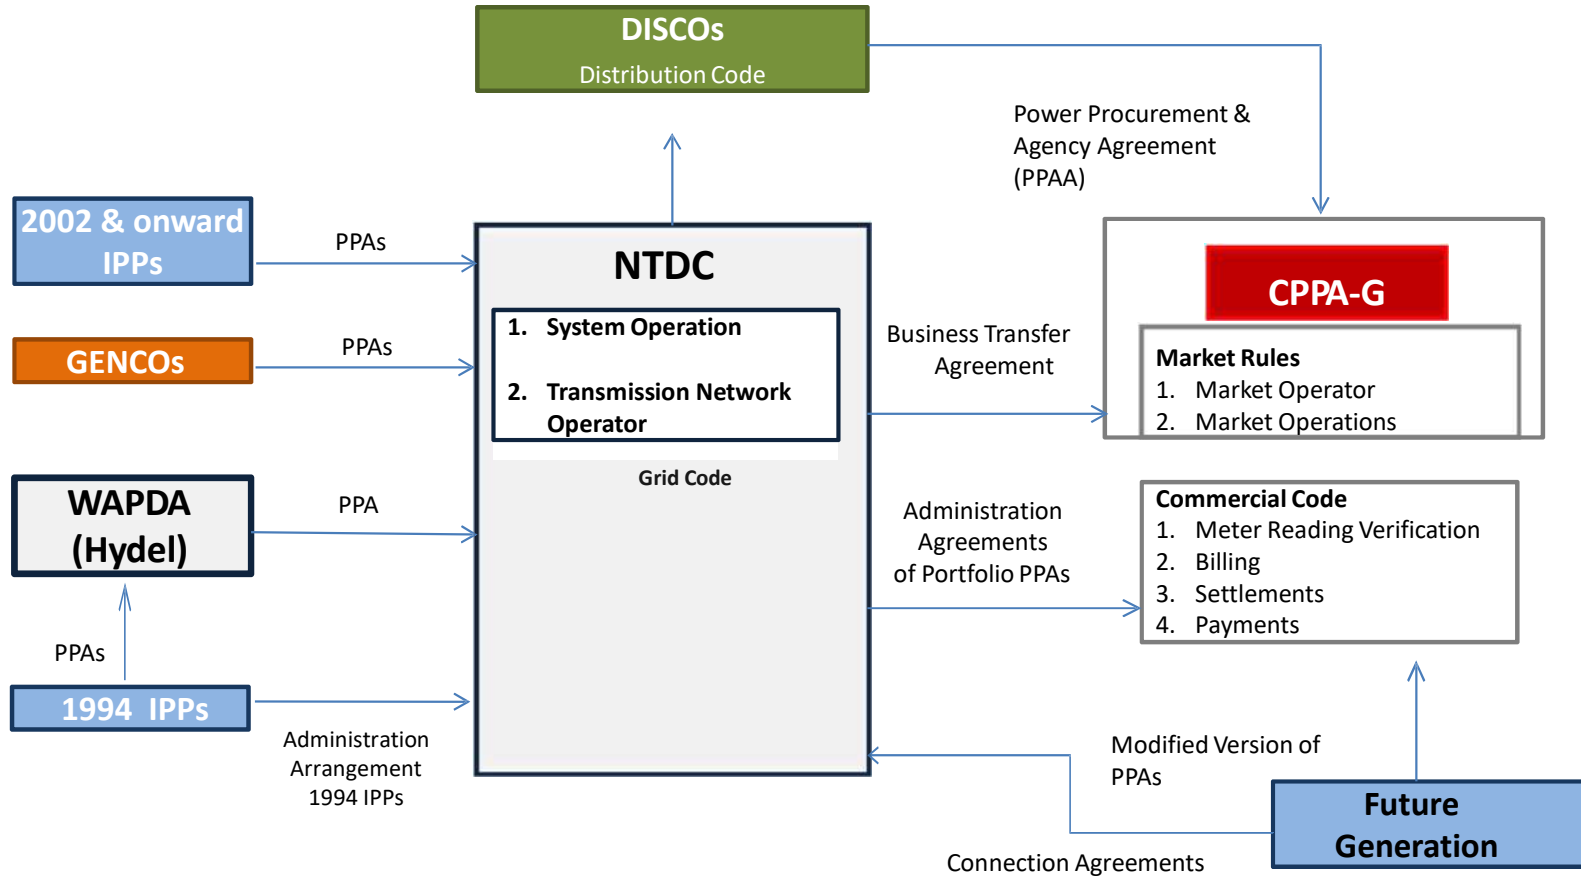 DISCOs
Distribution Code
Power Procurement &
Agency Agreement
(PPAA)
2002 & onward
IPPs
PPAs
NTDC
CPPA-G
1. System Operation
2. Transmission Network
Operator
Grid Code
GENCOs
PPAs
Business Transfer
Agreement
Market Rules
1. Market Operator
2. Market Operations
WAPDA
(Hydel)
PPA
Administration
Agreements
of Portfolio PPAs
Commercial Code
1. Meter Reading Verification
2. Billing
3. Settlements
4. Payments
PPAs
1994 IPPs
Administration
Arrangement
1994 IPPs
Modified Version of
PPAs
Future
Generation
Connection Agreements